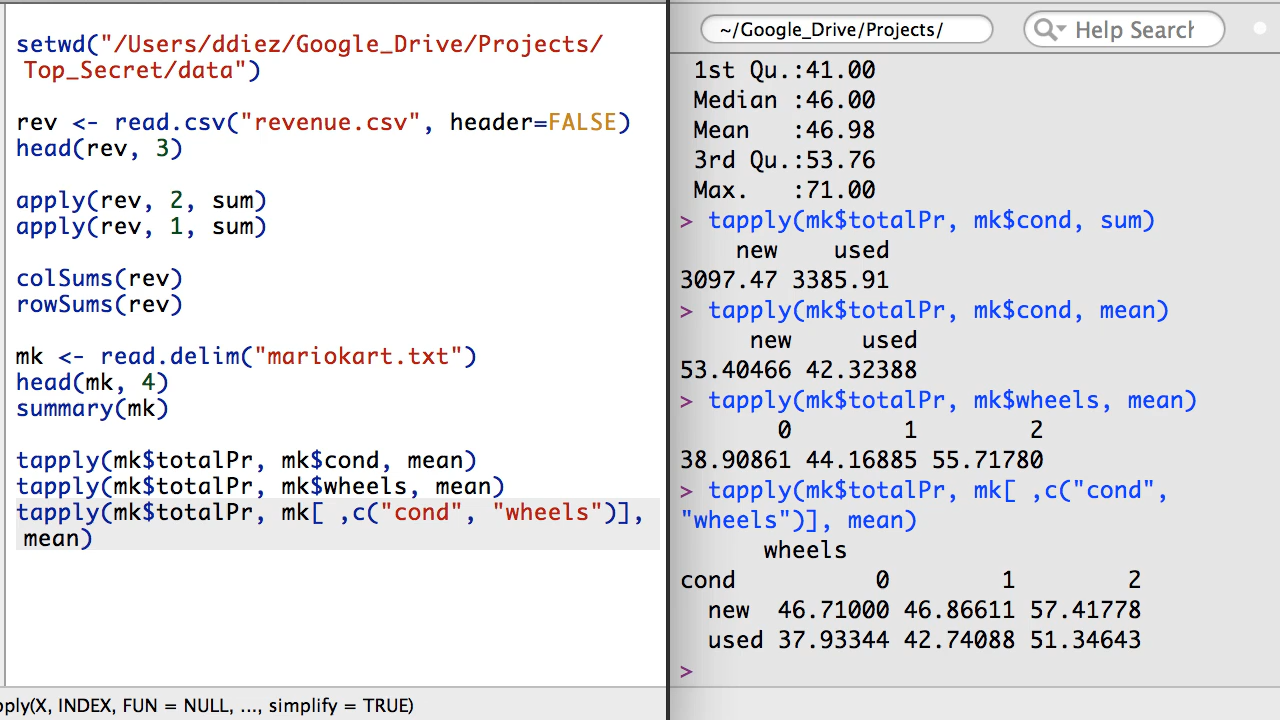 setwd("/Users/ddiez/Google_Drive/Projects/
Top_Secret/data")
rev <- read.csv("revenue.csv", header=FALSE)
head(rev, 3)
apply(rev, 2, sum)
apply(rev, 1, sum)
colSums(rev)
rowSums(rev)
mk <- read.delim("mariokart.txt")
head(mk, 4)
summary(mk)
tapply(mk$totalPr, mk$cond, mean)
tapply(mk$totalPr, mk$wheels, mean)
tapply(mk$totalPr, mk[ ,c("cond", "wheels")],
mean)
pply(X, INDEX, FUN = NULL, ..., simplify = TRUE)
~/Google_Drive/Projects/
Help Search
1st Qu.:41.00
Median :46.00
Mean   :46.98
3rd Qu.:53.76
Max.   :71.00
> tapply(mk$totalPr, mk$cond, sum)
    new    used
3097.47 3385.91
> tapply(mk$totalPr, mk$cond, mean)
     new     used
53.40466 42.32388
> tapply(mk$totalPr, mk$wheels, mean)
       0        1        2
38.90861 44.16885 55.71780
> tapply(mk$totalPr, mk[ ,c("cond",
"wheels")], mean)
      wheels
cond          0        1        2
  new  46.71000 46.86611 57.41778
  used 37.93344 42.74088 51.34643
>